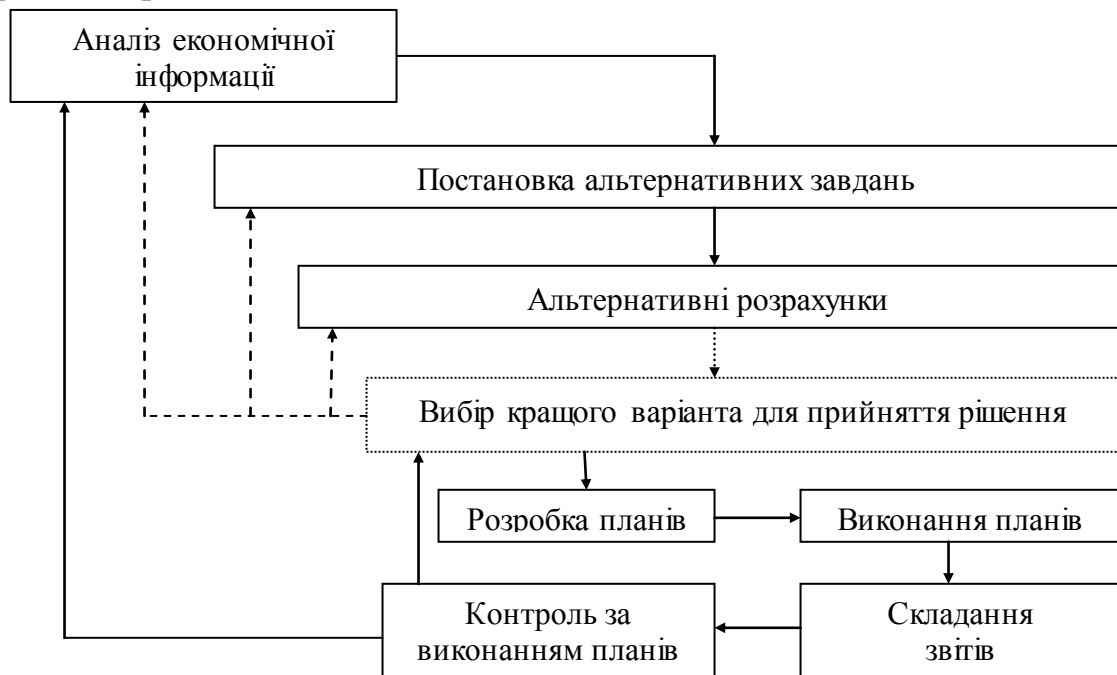 Аналіз економічної
інформації
Постановка альтернативних завдань
Альтернативні розрахунки
Вибір кращого варіанта для прийняття рішення
Розробка планів
Виконання планів
Контроль за
виконанням планів
Складання
звітів